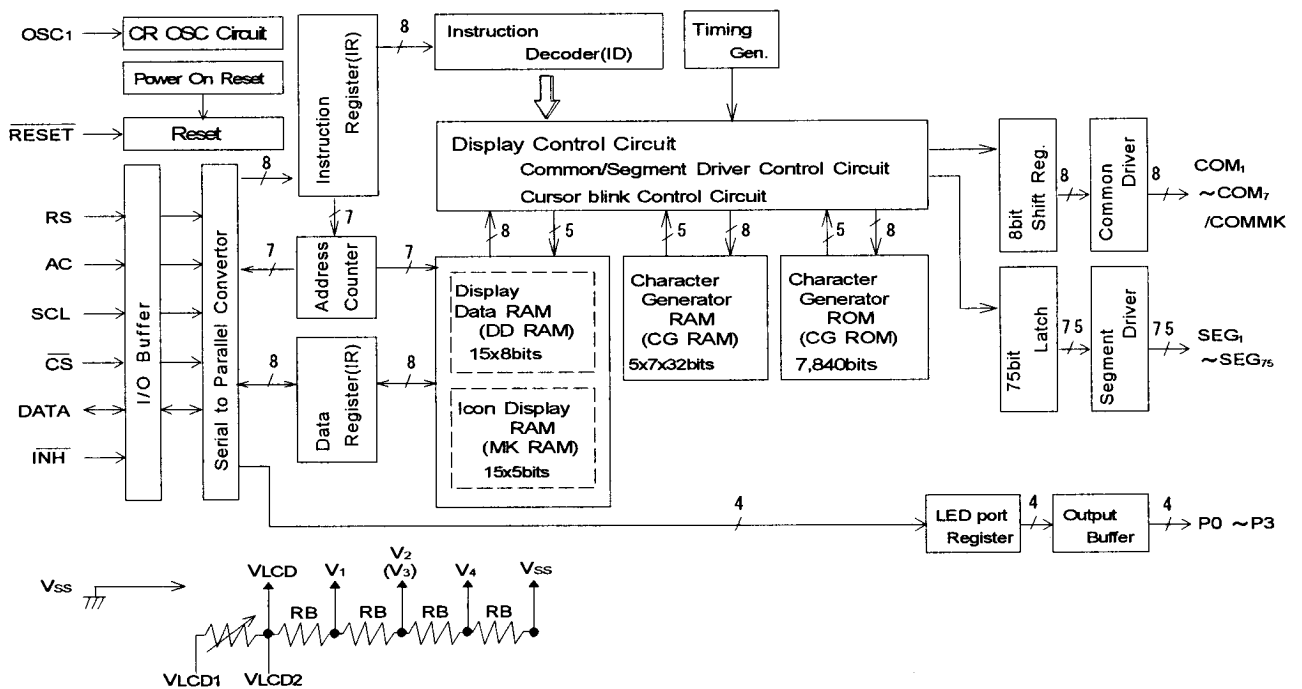 OSC1
CR OSC Circuit
Power On Reset
RESET
Reset
Instruction
Register(IR)
8
Instruction
Decoder(ID)
Timing
Gen.
Display Control Circuit
Common/Segment Driver Control Circuit
Cursor blink Control Circuit
8bit
Shift Reg.
8
Common
Driver
8
COM1
~COM7
/COMMK
RS
AC
SCL
CS
DATA
INH
I/O Buffer
Serial to Parallel Convertor
8
7
7
Address
Counter
7
8
Data
Register(IR)
8
8
5
5
8
5
8
Display
Data RAM
(DD RAM)
15x8bits
Icon Display
RAM
(MK RAM)
15x5bits
Character
Generator
RAM
(CG RAM)
5x7x32bits
Character
Generator
ROM
(CG ROM)
7,840bits
75bit
Latch
75
Segment
Driver
75
SEG1
~SEG75
4
LED port
Register
4
Output
Buffer
4
P0 ~P3
VSS
VLCD
V1
V2
(V3)
V4
VSS
RB
RB
RB
RB
VLCD1
VLCD2